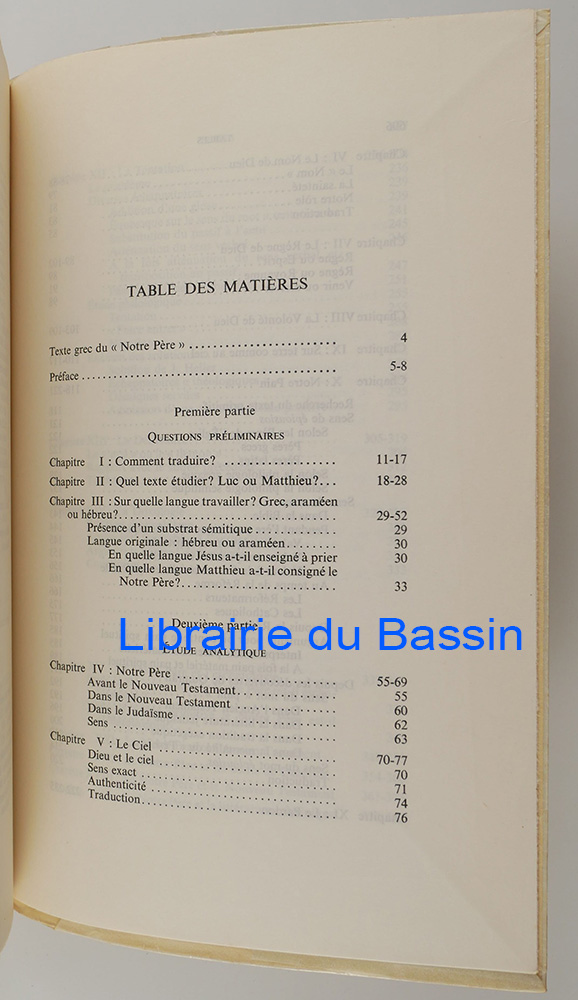 TABLE DES MATIÈRES
Texte grec du « Notre Père » ........................ 4
Préface .......................................... 5-8
Première partie
QUESTIONS PRÉLIMINAIRES
Chapitre I : Comment traduire? .................. 11-17
Chapitre II : Quel texte étudier? Luc ou Matthieu?... 18-28
Chapitre III : Sur quelle langue travailler? Grec, araméen
ou hébreu?.................................... 29-52
Présence d'un substrat sémitique .............. 29
Langue originale : hébreu ou araméen........ 30
En quelle langue Jésus a-t-il enseigné à prier 30
En quelle langue Matthieu a-t-il consigné le
Notre Père?.......................... 33
Deuxième partie
Librairie du Bassin
ÉTUDE ANALYTIQUE
Chapitre IV : Notre Père .......................... 55-69
Avant le Nouveau Testament................ 55
Dans le Nouveau Testament ................ 60
Dans le Judaïsme .......................... 62
Sens ...................................... 63
Chapitre V : Le Ciel .............................. 70-77
Dieu et le ciel ............................ 70
Sens exact ................................ 71
Authenticité .............................. 74
Traduction................................ 76